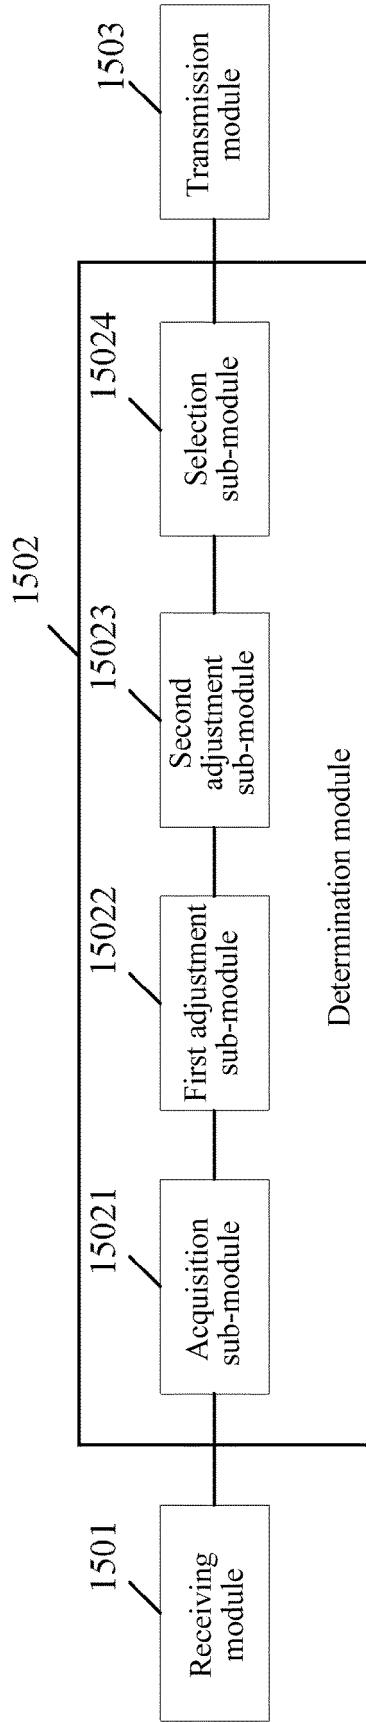 1502
1501
Receiving
module
15021
Acquisition
sub-module
15022
First adjustment
sub-module
15023
Second
adjustment
sub-module
15024
Selection
sub-module
1503
Transmission
module
Determination module